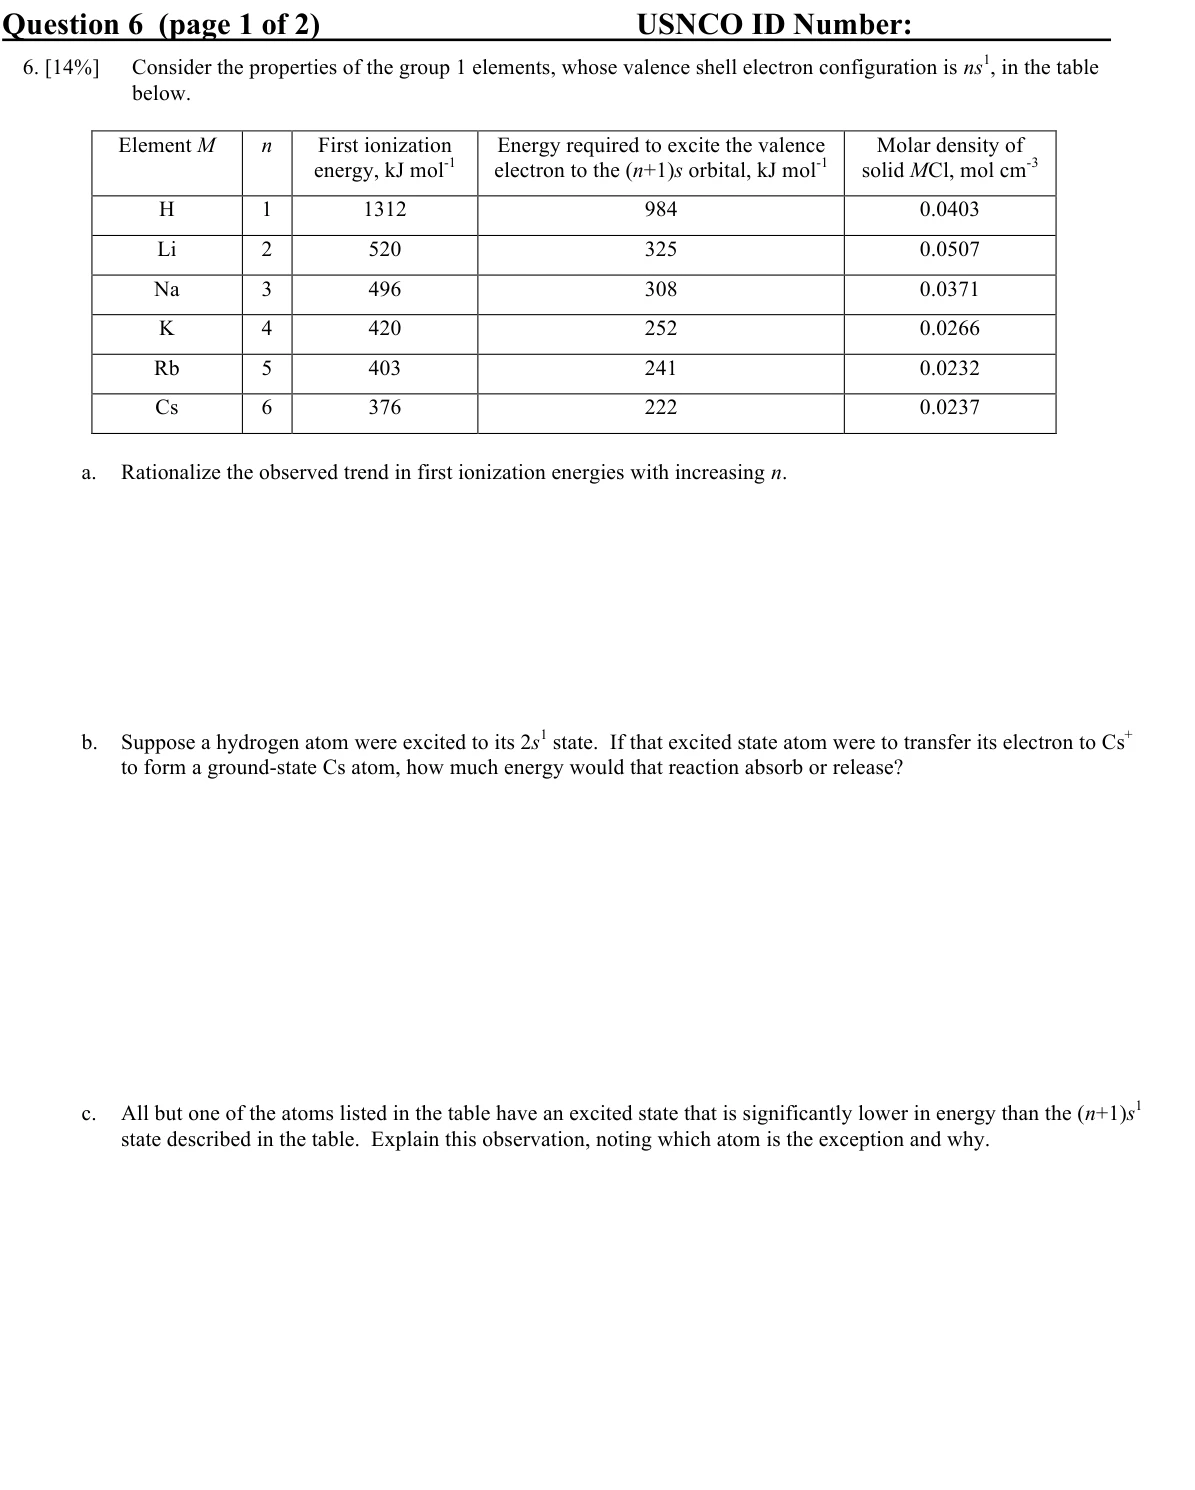 Question 6 (page 1 of 2) USNCO ID Number:
6. [14%] Consider the properties of the group 1 elements, whose valence shell electron configuration is ns¹, in the table
below.
Element M n First ionization energy, kJ mol⁻¹ Energy required to excite the valence electron to the (n+1)s orbital, kJ mol⁻¹ Molar density of solid MCl, mol cm⁻³
H 1 1312 984 0.0403
Li 2 520 325 0.0507
Na 3 496 308 0.0371
K 4 420 252 0.0266
Rb 5 403 241 0.0232
Cs 6 376 222 0.0237
a. Rationalize the observed trend in first ionization energies with increasing n.
b. Suppose a hydrogen atom were excited to its 2s¹ state. If that excited state atom were to transfer its electron to Cs⁺
to form a ground-state Cs atom, how much energy would that reaction absorb or release?
c. All but one of the atoms listed in the table have an excited state that is significantly lower in energy than the (n+1)s¹
state described in the table. Explain this observation, noting which atom is the exception and why.